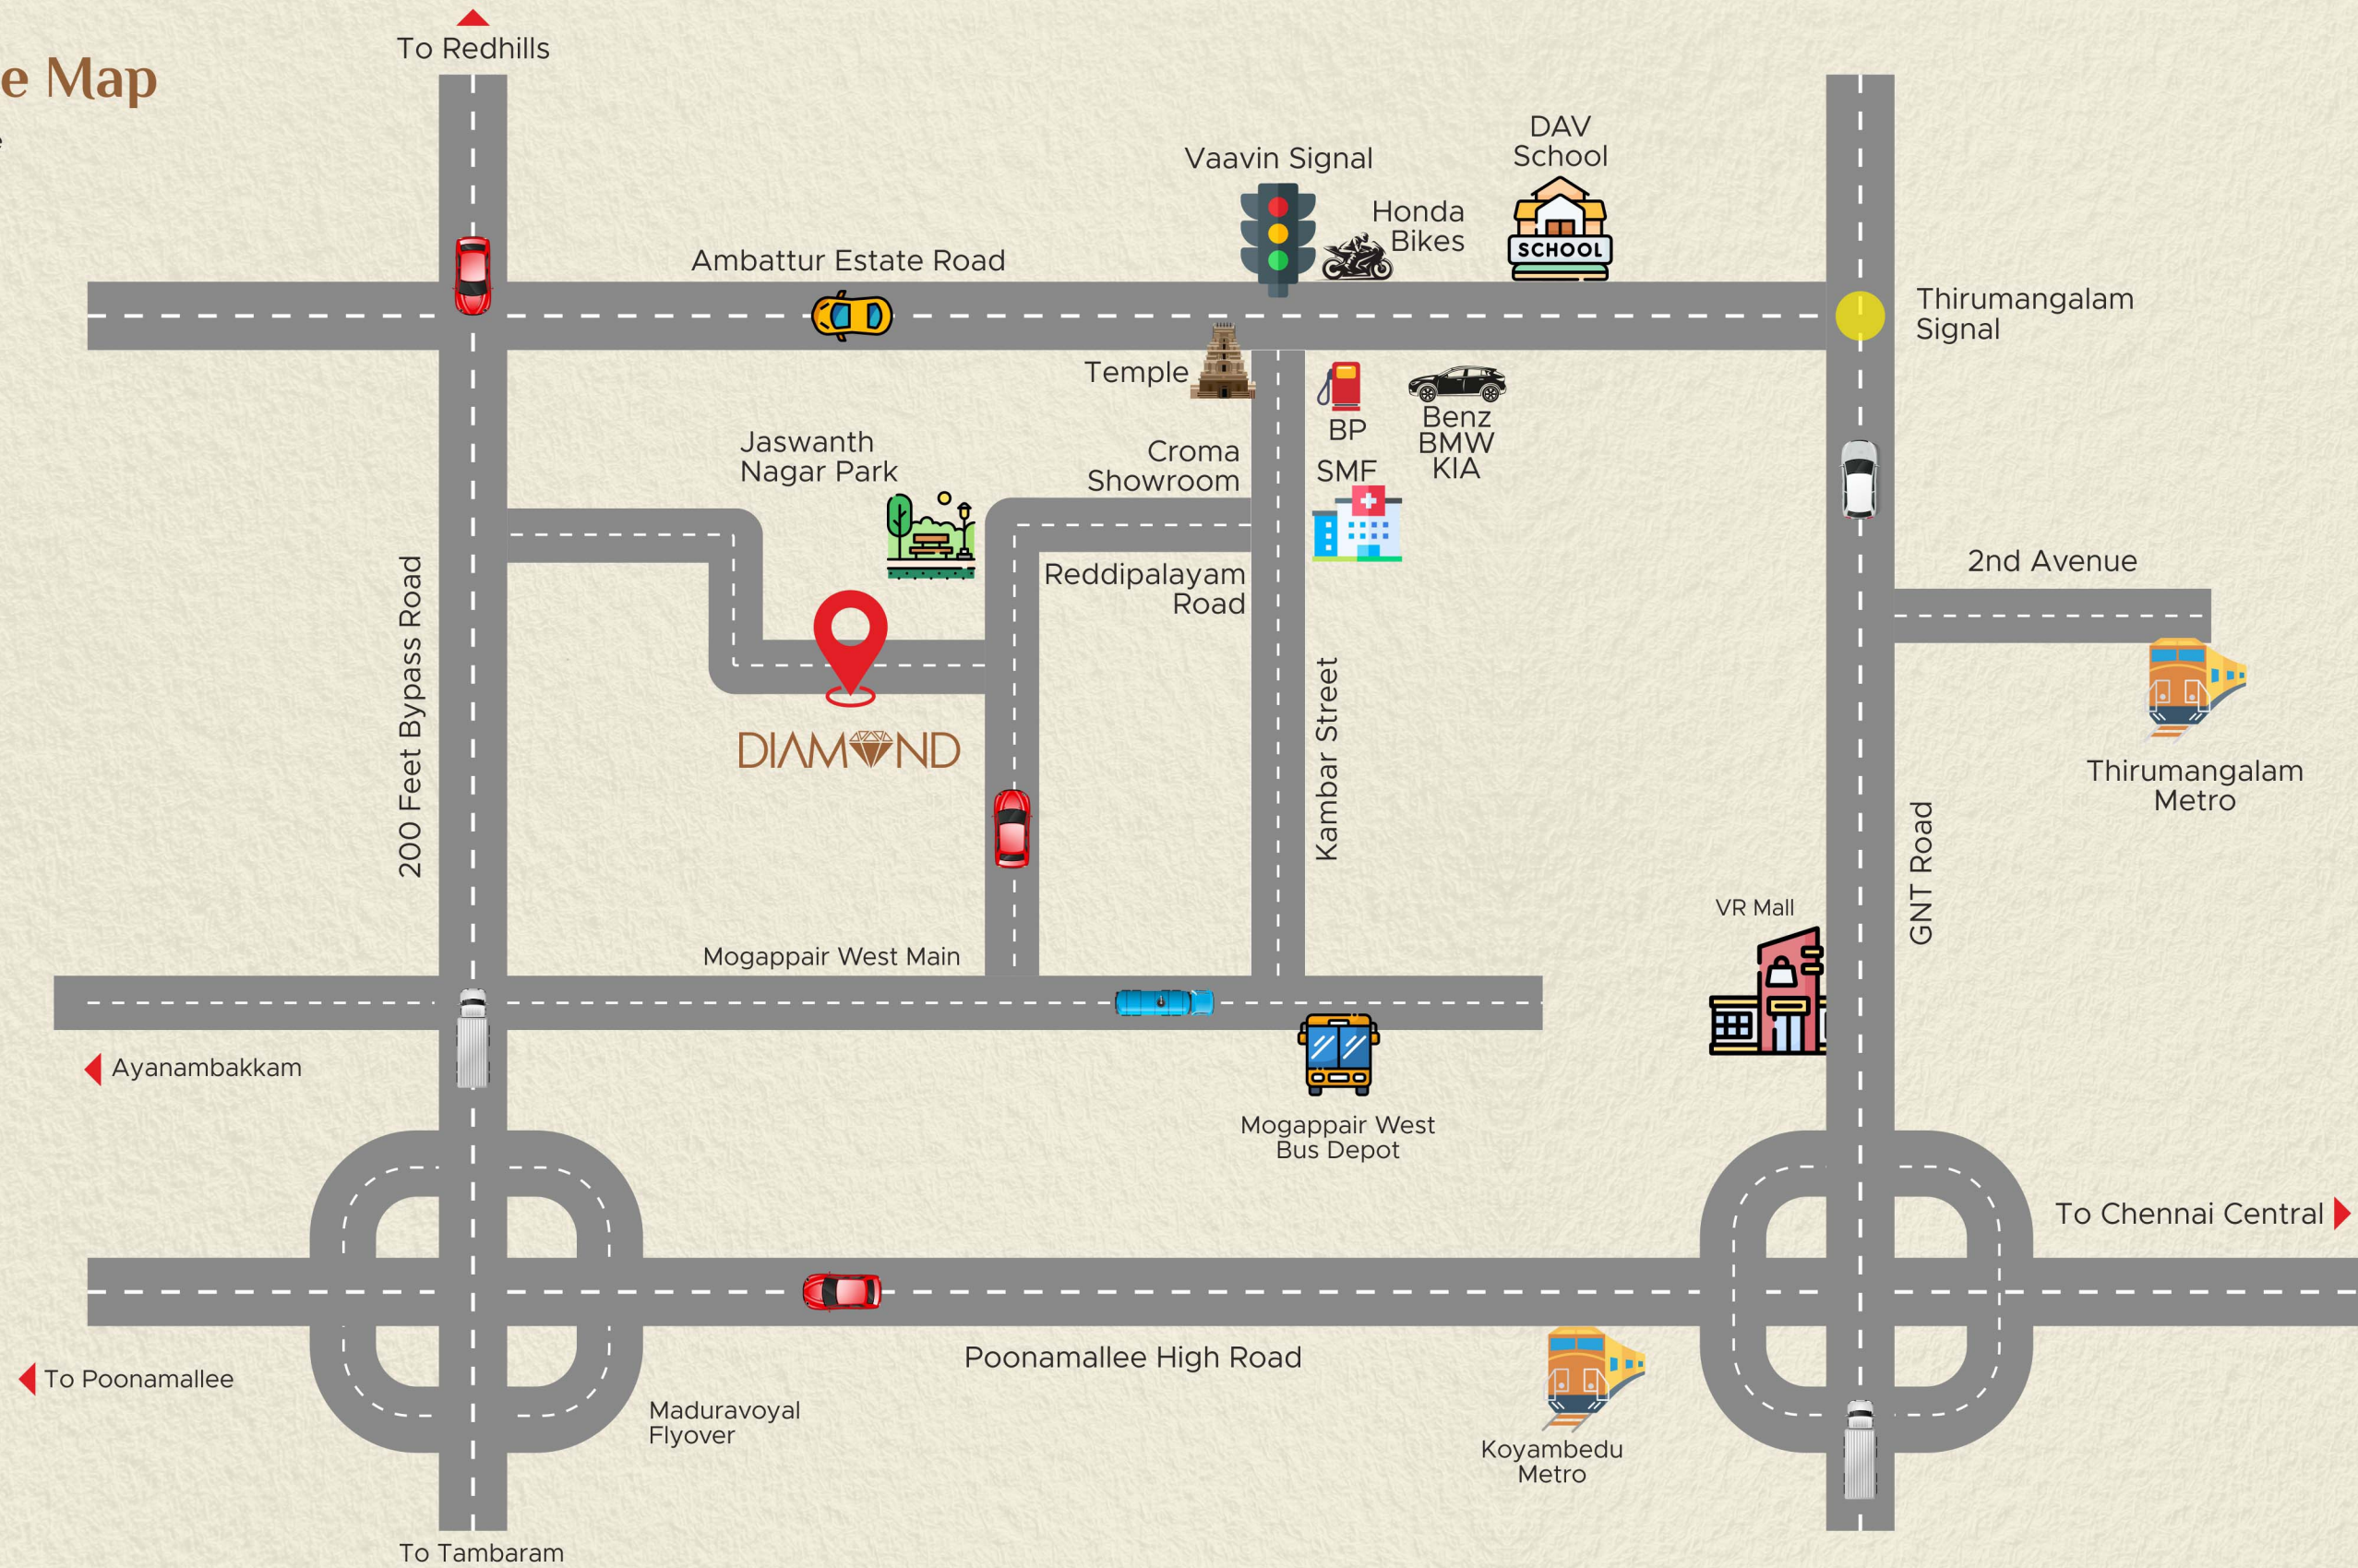 To Redhills
e Map
e
DAV
School
Vaavin Signal
Honda
Bikes
SCHOOL
Ambattur Estate Road
Thirumangalam
Signal
Temple
BP
Benz
BMW
KIA
Jaswanth
Nagar Park
Croma
Showroom
SMF
Reddipalayam
Road
2nd Avenue
200 Feet Bypass Road
DIAMOND
Kambar Street
Thirumangalam
Metro
GNT Road
VR Mall
Mogappair West Main
Ayanambakkam
Mogappair West
Bus Depot
To Chennai Central
Poonamallee High Road
To Poonamallee
Maduravoyal
Flyover
Koyambedu
Metro
To Tambaram